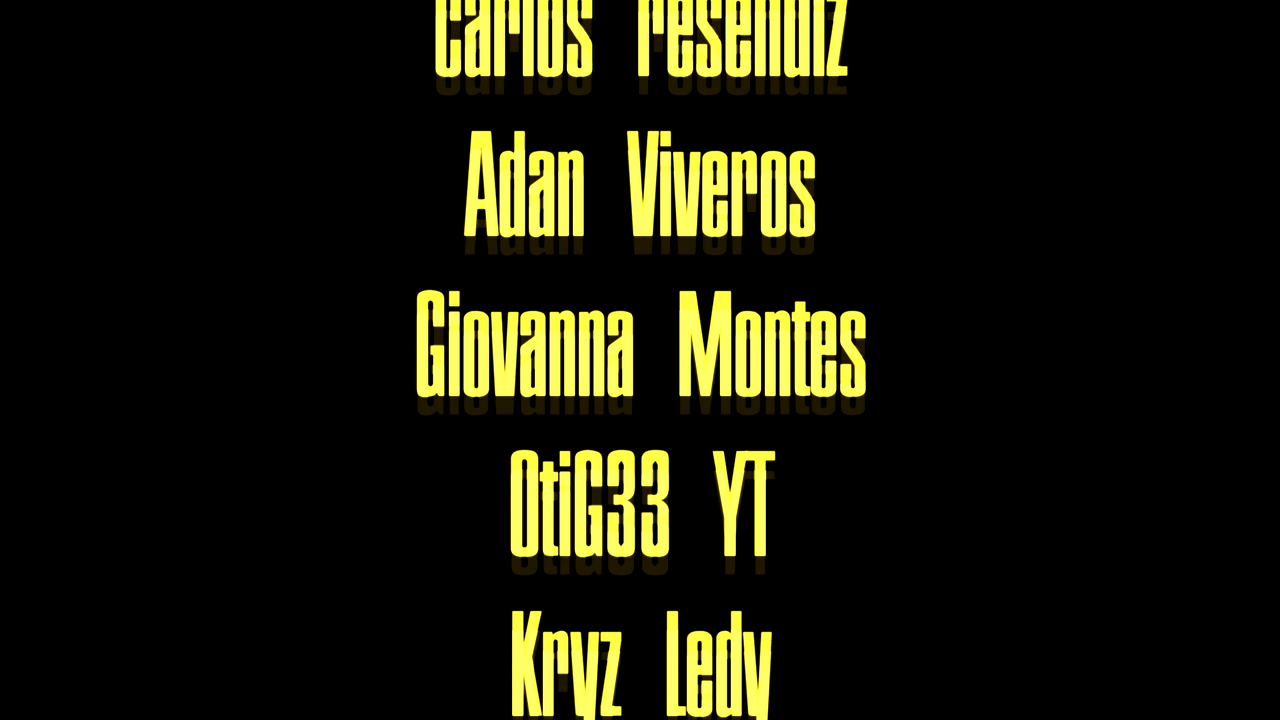 carlos resendiz
Adan Viveros
Giovanna Montes
OtiG33 YT
Kryz Ledy